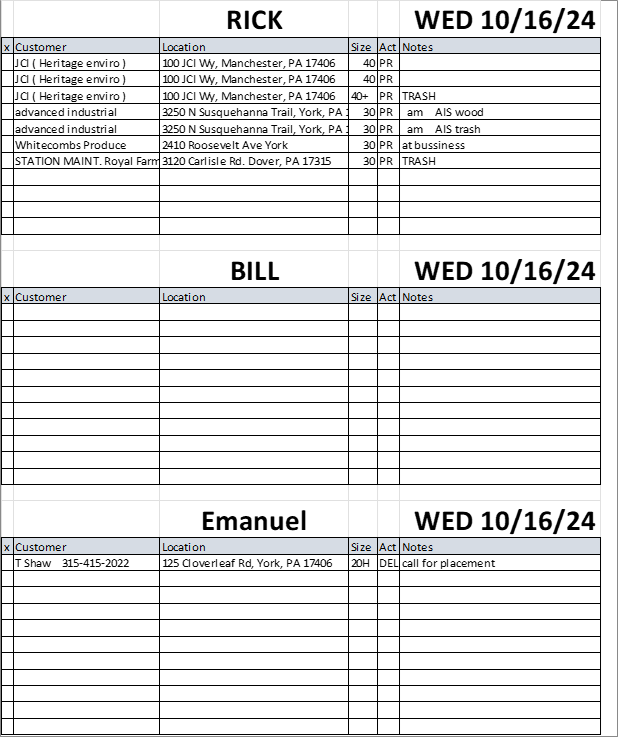 RICK WED 10/16/24
x Customer Location Size Act Notes
JCI ( Heritage enviro ) 100 JCI Wy, Manchester, PA 17406 40 PR
JCI ( Heritage enviro ) 100 JCI Wy, Manchester, PA 17406 40 PR
JCI ( Heritage enviro ) 100 JCI Wy, Manchester, PA 17406 40+ PR TRASH
advanced industrial 3250 N Susquehanna Trail, York, PA 30 PR am AIS wood
advanced industrial 3250 N Susquehanna Trail, York, PA 30 PR am AIS trash
Whitecombs Produce 2410 Roosevelt Ave York 30 PR at bussiness
STATION MAINT. Royal Farm 3120 Carlisle Rd. Dover, PA 17315 30 PR TRASH
BILL WED 10/16/24
x Customer Location Size Act Notes
Emanuel WED 10/16/24
x Customer Location Size Act Notes
T Shaw 315-415-2022 125 Cloverleaf Rd, York, PA 17406 20H DEL call for placement